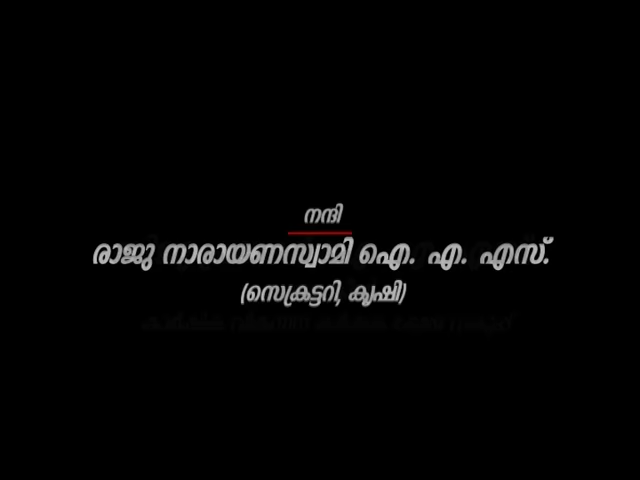 നന്ദി
രാജു നാരായണസ്വാമി ഐ. എ. എസ്.
(സെക്രട്ടറി, കൃഷി)